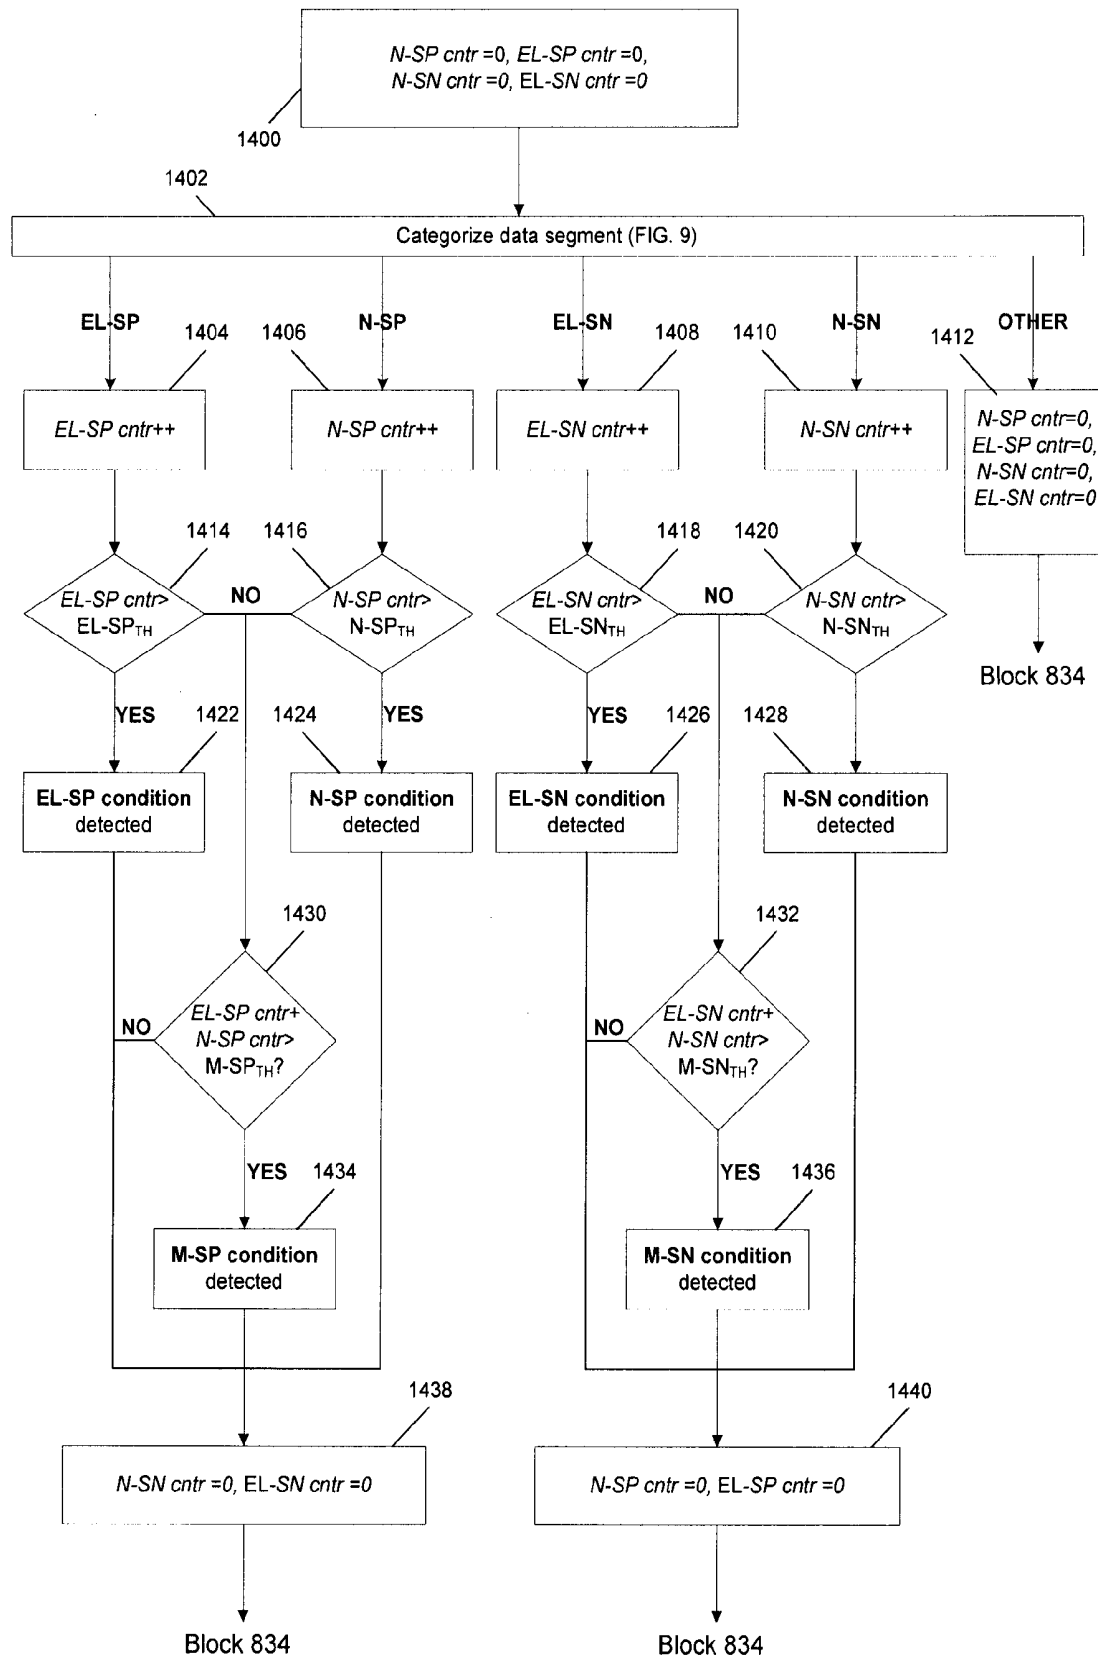 N-SP cntr =0, EL-SP cntr =0,
N-SN cntr =0, EL-SN cntr =0
1400
1402
Categorize data segment (FIG. 9)
EL-SP
N-SP
EL-SN
N-SN
OTHER
1404
1406
1408
1410
1412
EL-SP cntr++
N-SP cntr++
EL-SN cntr++
N-SN cntr++
N-SP cntr=0,
EL-SP cntr=0,
N-SN cntr=0,
EL-SN cntr=0
1414
1416
1418
1420
EL-SP cntr>
EL-SPTH
NO
N-SP cntr>
N-SPTH
EL-SN cntr>
EL-SNTH
NO
N-SN cntr>
N-SNTH
Block 834
YES
1422
1424
YES
YES
1426
1428
EL-SP condition
detected
N-SP condition
detected
EL-SN condition
detected
N-SN condition
detected
1430
1432
NO
EL-SP cntr+
N-SP cntr>
M-SPTH?
NO
EL-SN cntr+
N-SN cntr>
M-SNTH?
YES
1434
YES
1436
M-SP condition
detected
M-SN condition
detected
1438
1440
N-SN cntr =0, EL-SN cntr =0
N-SP cntr =0, EL-SP cntr =0
Block 834
Block 834